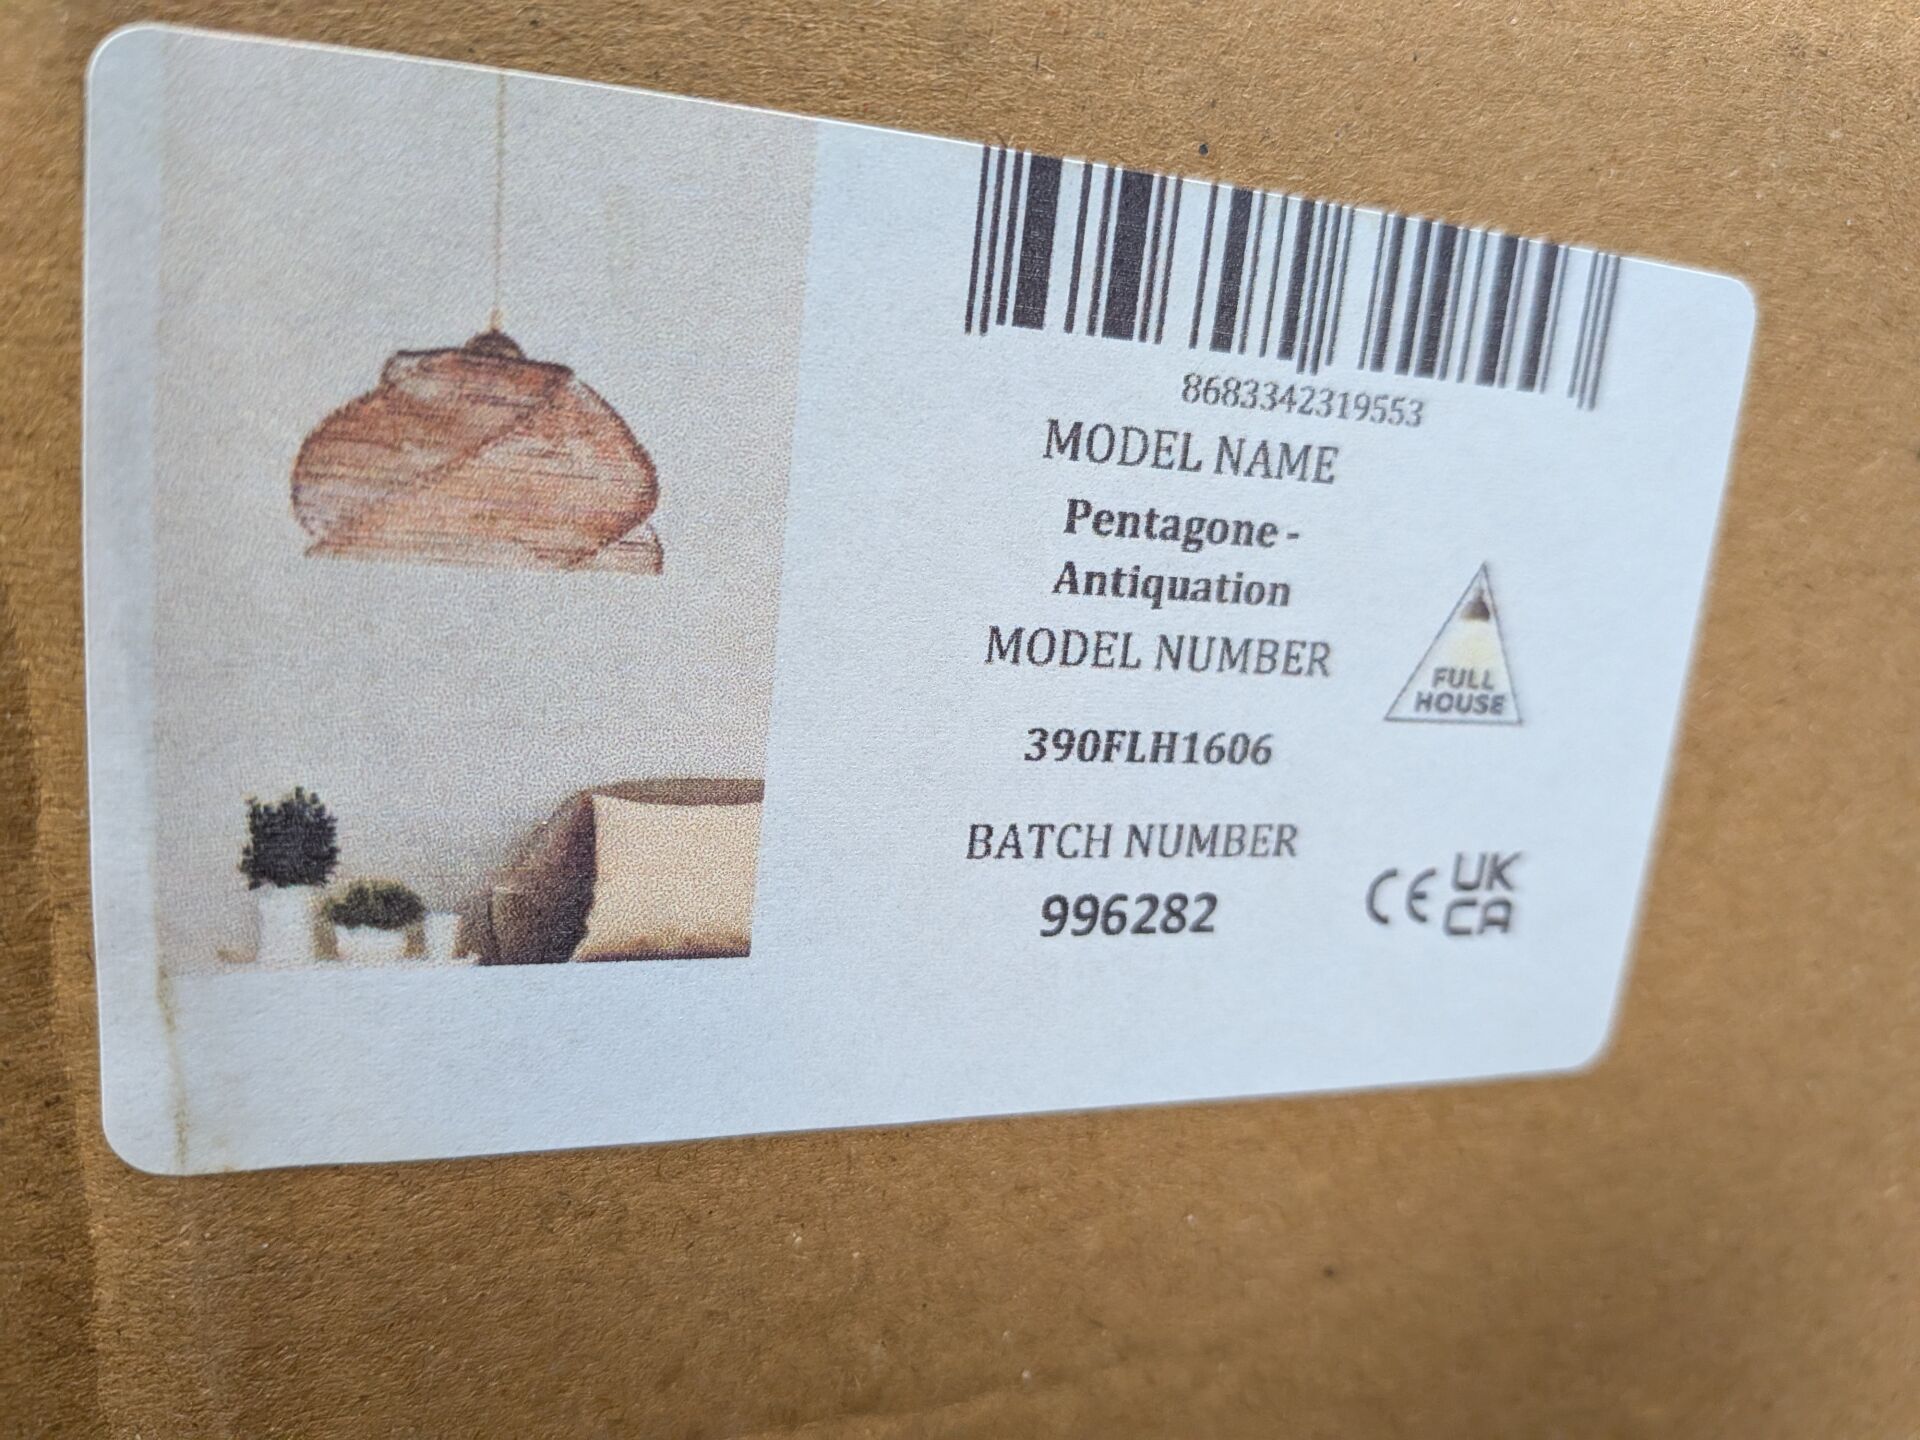 8683342319553
MODEL NAME
Pentagone -
Antiquation
MODEL NUMBER
390FLH1606
FULL
HOUSE
BATCH NUMBER
996282
CE UK
CA